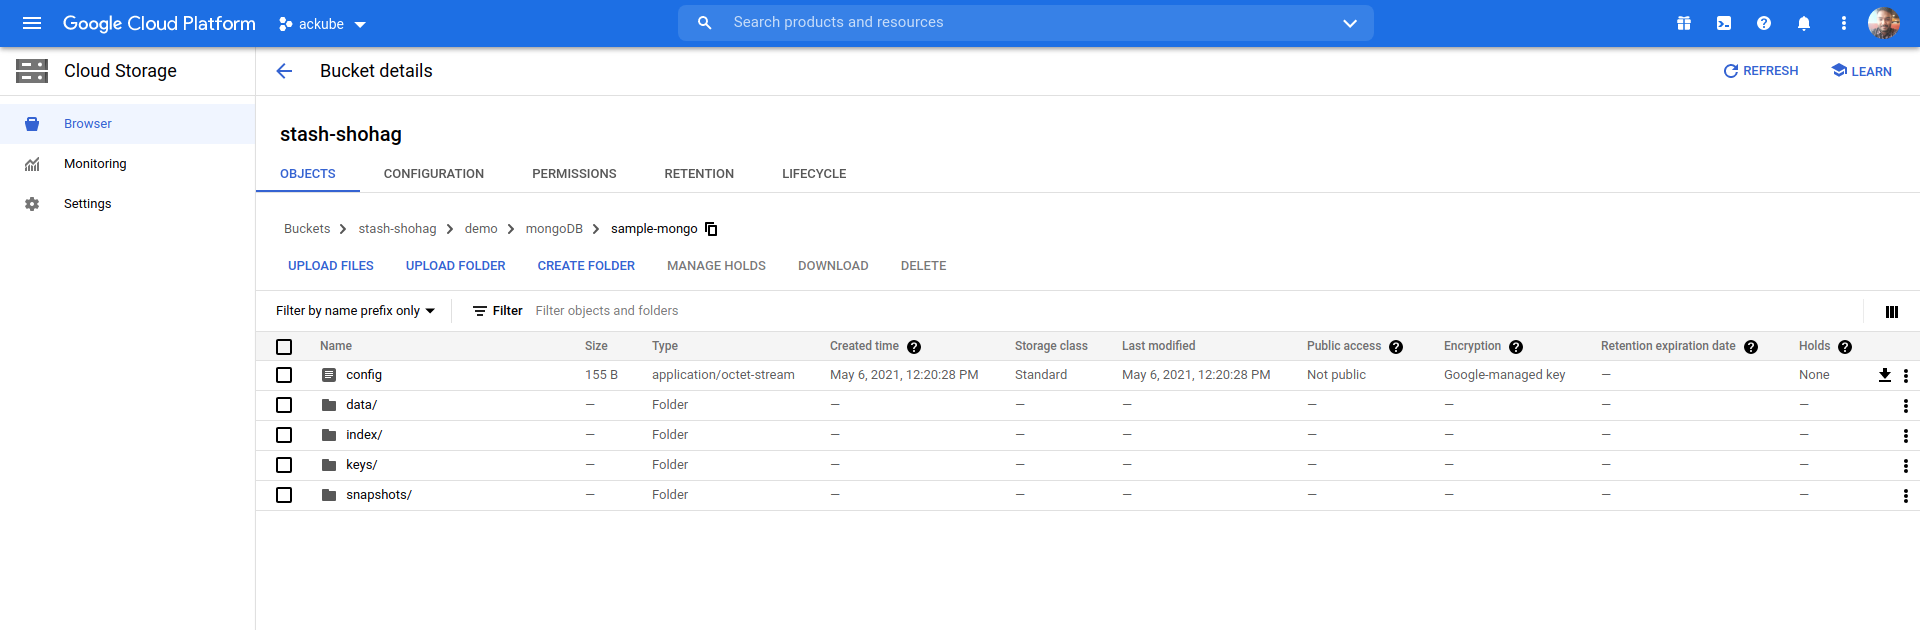 Google Cloud Platform ackube Search products and resources
Cloud Storage Bucket details REFRESH LEARN
Browser
Monitoring
Settings
stash-shohag
OBJECTS CONFIGURATION PERMISSIONS RETENTION LIFECYCLE
Buckets > stash-shohag > demo > mongoDB > sample-mongo
UPLOAD FILES UPLOAD FOLDER CREATE FOLDER MANAGE HOLDS DOWNLOAD DELETE
Filter by name prefix only Filter Filter objects and folders
Name Size Type Created time Storage class Last modified Public access Encryption Retention expiration date Holds
config 155 B application/octet-stream May 6, 2021, 12:20:28 PM Standard May 6, 2021, 12:20:28 PM Not public Google-managed key — None
data/ — Folder — — — — — — —
index/ — Folder — — — — — — —
keys/ — Folder — — — — — — —
snapshots/ — Folder — — — — — — —